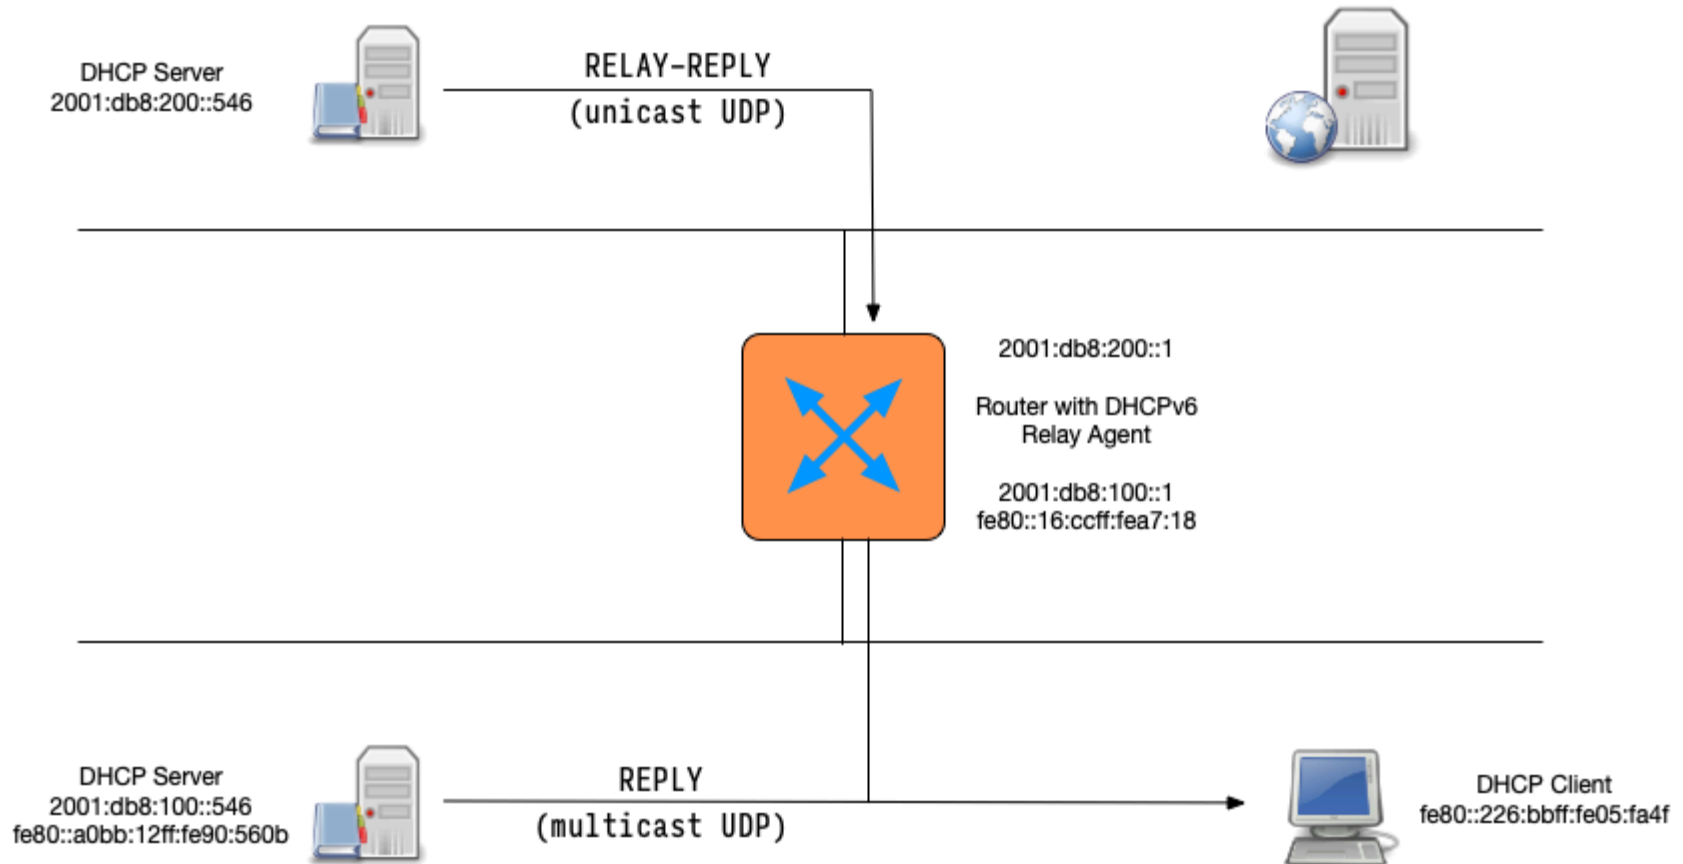 DHCP Server
2001:db8:200::546
RELAY-REPLY
(unicast UDP)
2001:db8:200::1
Router with DHCPv6
Relay Agent
2001:db8:100::1
fe80::16:ccff:fea7:18
DHCP Server
2001:db8:100::546
fe80::a0bb:12ff:fe90:560b
REPLY
(multicast UDP)
DHCP Client
fe80::226:bbff:fe05:fa4f